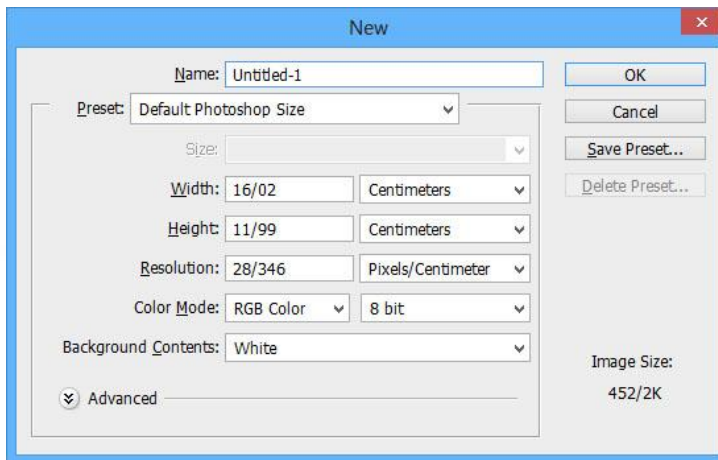 New
Name: Untitled-1
OK
Preset: Default Photoshop Size
Cancel
Size:
Save Preset...
Width: 16/02 Centimeters
Delete Preset...
Height: 11/99 Centimeters
Resolution: 28/346 Pixels/Centimeter
Color Mode: RGB Color 8 bit
Background Contents: White
Image Size:
452/2K
Advanced